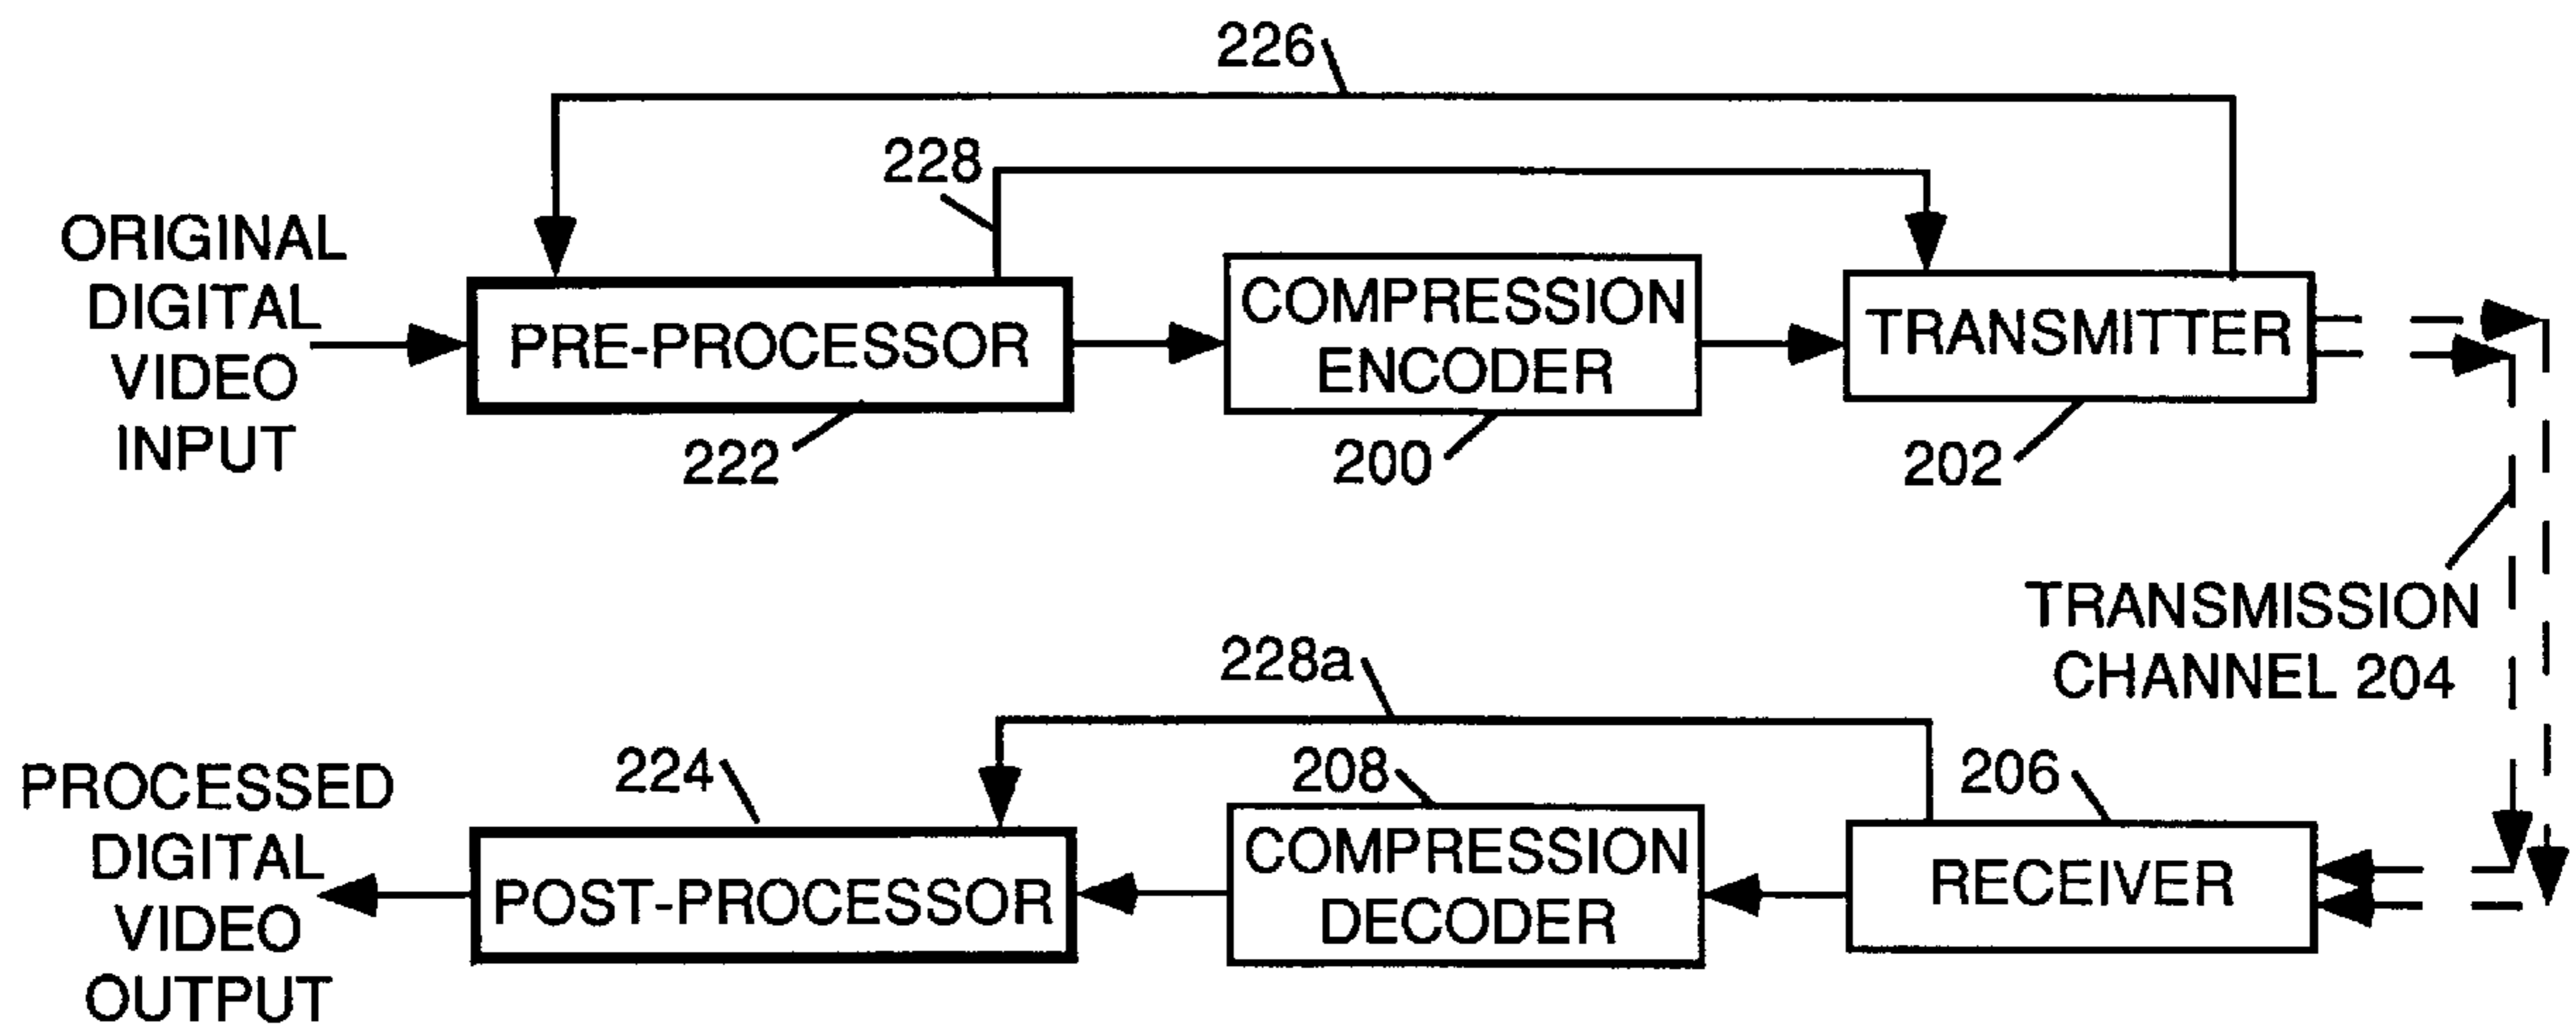 226
228
ORIGINAL
DIGITAL
VIDEO
INPUT
PRE-PROCESSOR
222
COMPRESSION
ENCODER
200
TRANSMITTER
202
TRANSMISSION
CHANNEL 204
228a
PROCESSED
DIGITAL
VIDEO
OUTPUT
224
POST-PROCESSOR
208
COMPRESSION
DECODER
206
RECEIVER